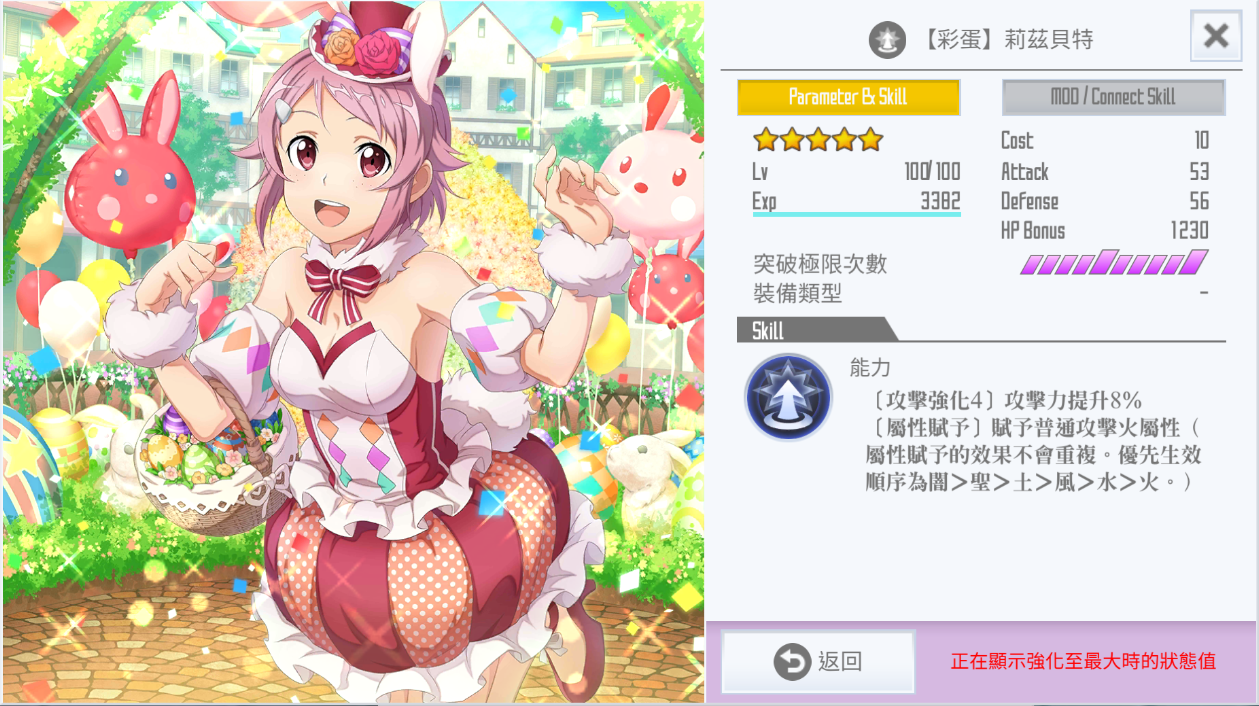 【彩蛋】莉茲貝特
Parameter & Skill
MOD / Connect Skill
Lv 100/100
Exp 3382
Cost 10
Attack 53
Defense 56
HP Bonus 1230
突破極限次數
裝備類型 -
Skill
能力
〔攻擊強化4〕攻擊力提升8%
〔屬性賦予〕賦予普通攻擊火屬性（
屬性賦予的效果不會重複。優先生效
順序為闇＞聖＞土＞風＞水＞火。）
返回
正在顯示強化至最大時的狀態值